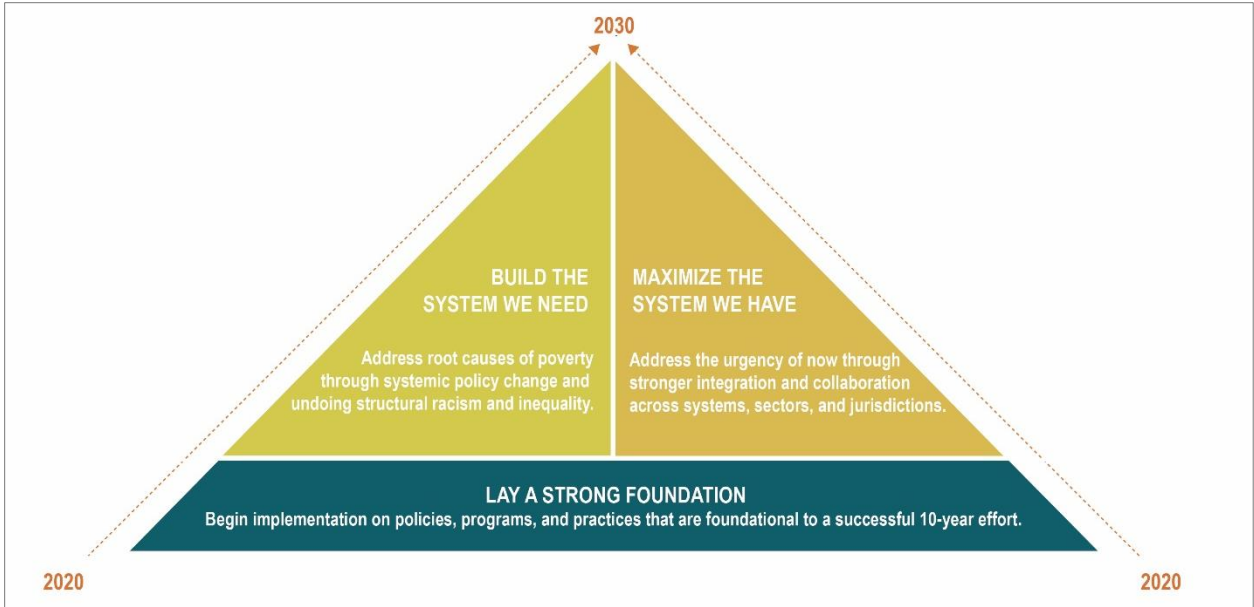 2030
BUILD THE
SYSTEM WE NEED
Address root causes of poverty
through systemic policy change and
undoing structural racism and inequality.
MAXIMIZE THE
SYSTEM WE HAVE
Address the urgency of now through
stronger integration and collaboration
across systems, sectors, and jurisdictions.
LAY A STRONG FOUNDATION
Begin implementation on policies, programs, and practices that are foundational to a successful 10-year effort.
2020
2020